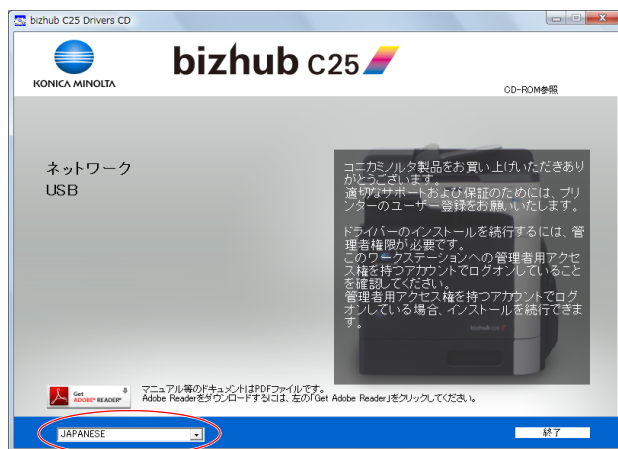 bizhub C25 Drivers CD
KONICA MINOLTA
bizhub C25
CD-ROM参照
ネットワーク
USB
コニカミノルタ製品をお買い上げいただきあり
がとうございます。
適切なサポートおよび保証のためには、プリ
ンターのユーザー登録をお願いいたします。
ドライバーのインストールを続行するには、管
理者権限が必要です。
このワークステーションへの管理者用アクセ
ス権を持つアカウントでログオンしていること
を確認してください。
管理者用アクセス権を持つアカウントでログ
オンしている場合、インストールを続行できま
す。
Get
ADOBE® READER®
マニュアル等のドキュメントはPDFファイルです。
Adobe Readerをダウンロードするには、左の「Get Adobe Reader」をクリックしてください。
JAPANESE
終了